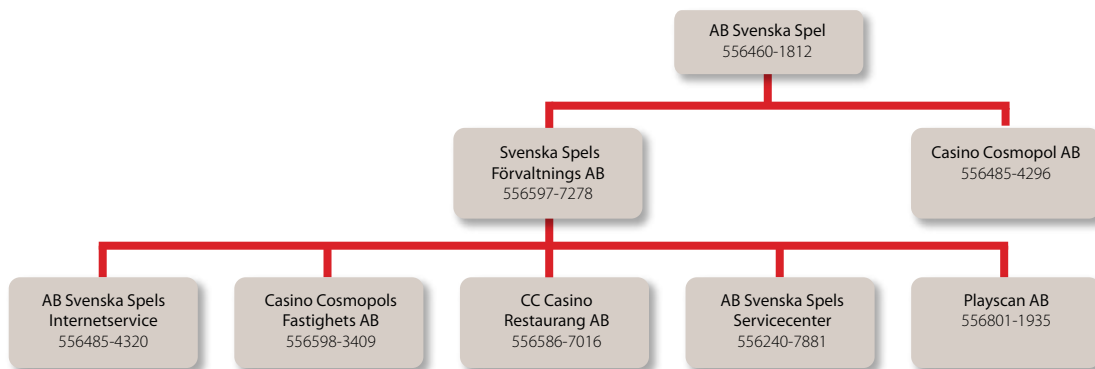 AB Svenska Spel
556460-1812
Svenska Spels
Förvaltnings AB
556597-7278
Casino Cosmopol AB
556485-4296
AB Svenska Spels
Internetservice
556485-4320
Casino Cosmopols
Fastighets AB
556598-3409
CC Casino
Restaurang AB
556586-7016
AB Svenska Spels
Servicecenter
556240-7881
Playscan AB
556801-1935